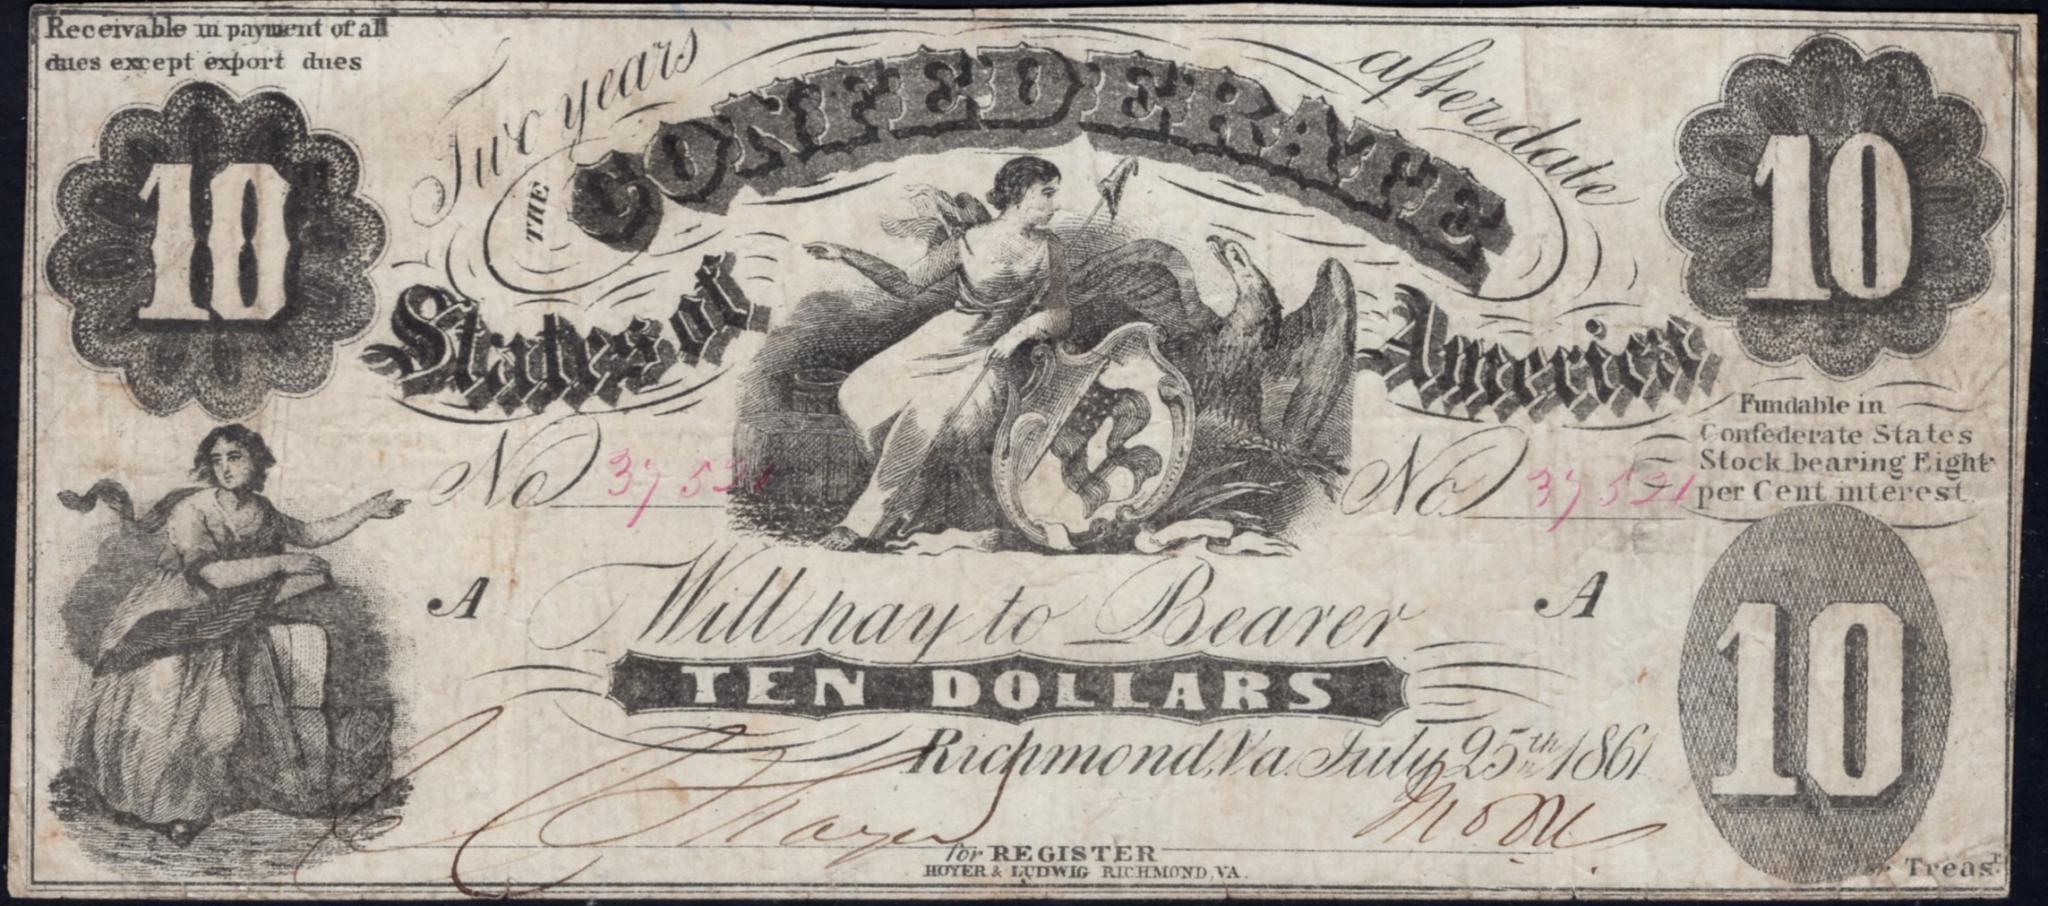 Receivable in payment of all
dues except export dues
Two years after date
THE CONFEDERATE
States of America
10
10
Fundable in
Confederate States
Stock bearing Eight
per Cent interest
No 37521
No 37521
A Will pay to Bearer A
TEN DOLLARS
10
Richmond, Va. July 25th 1861
for REGISTER
HOYER & LUDWIG RICHMOND, VA.
Treasr